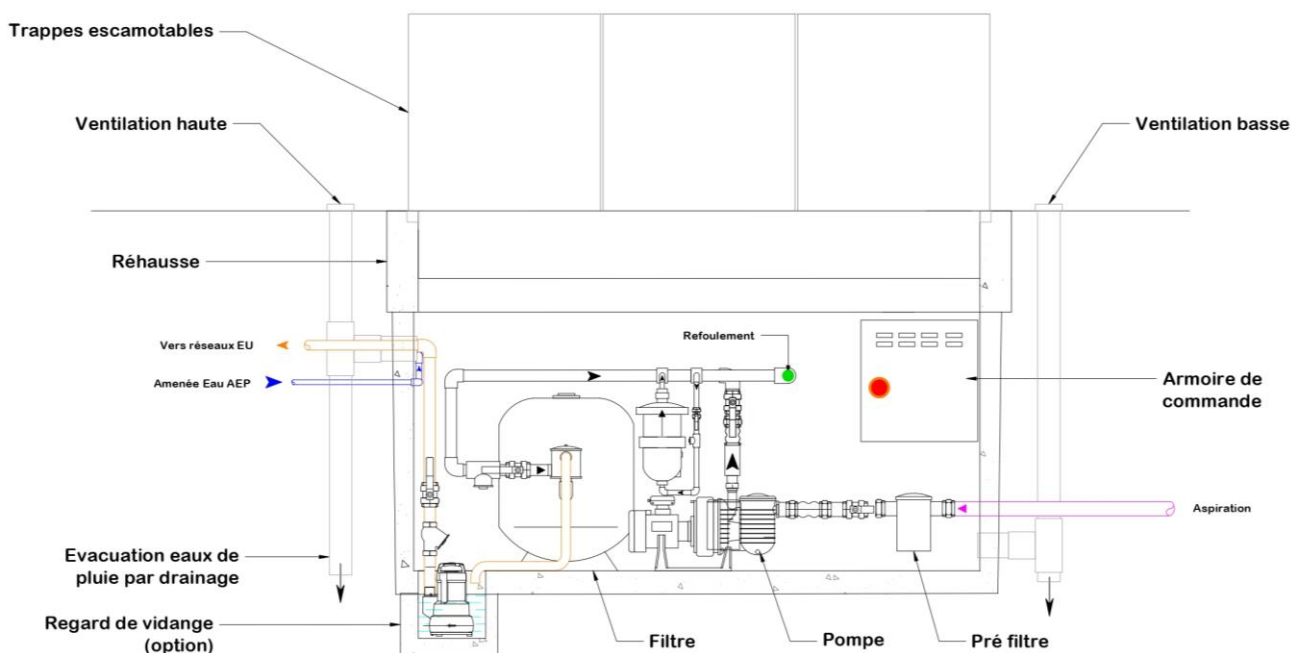 Trappes escamotables
Ventilation haute
Ventilation basse
Réhausse
Refoulement
Vers réseaux EU
Amenée Eau AEP
Armoire de
commande
Aspiration
Evacuation eaux de
pluie par drainage
Regard de vidange
(option)
Filtre
Pompe
Pré filtre